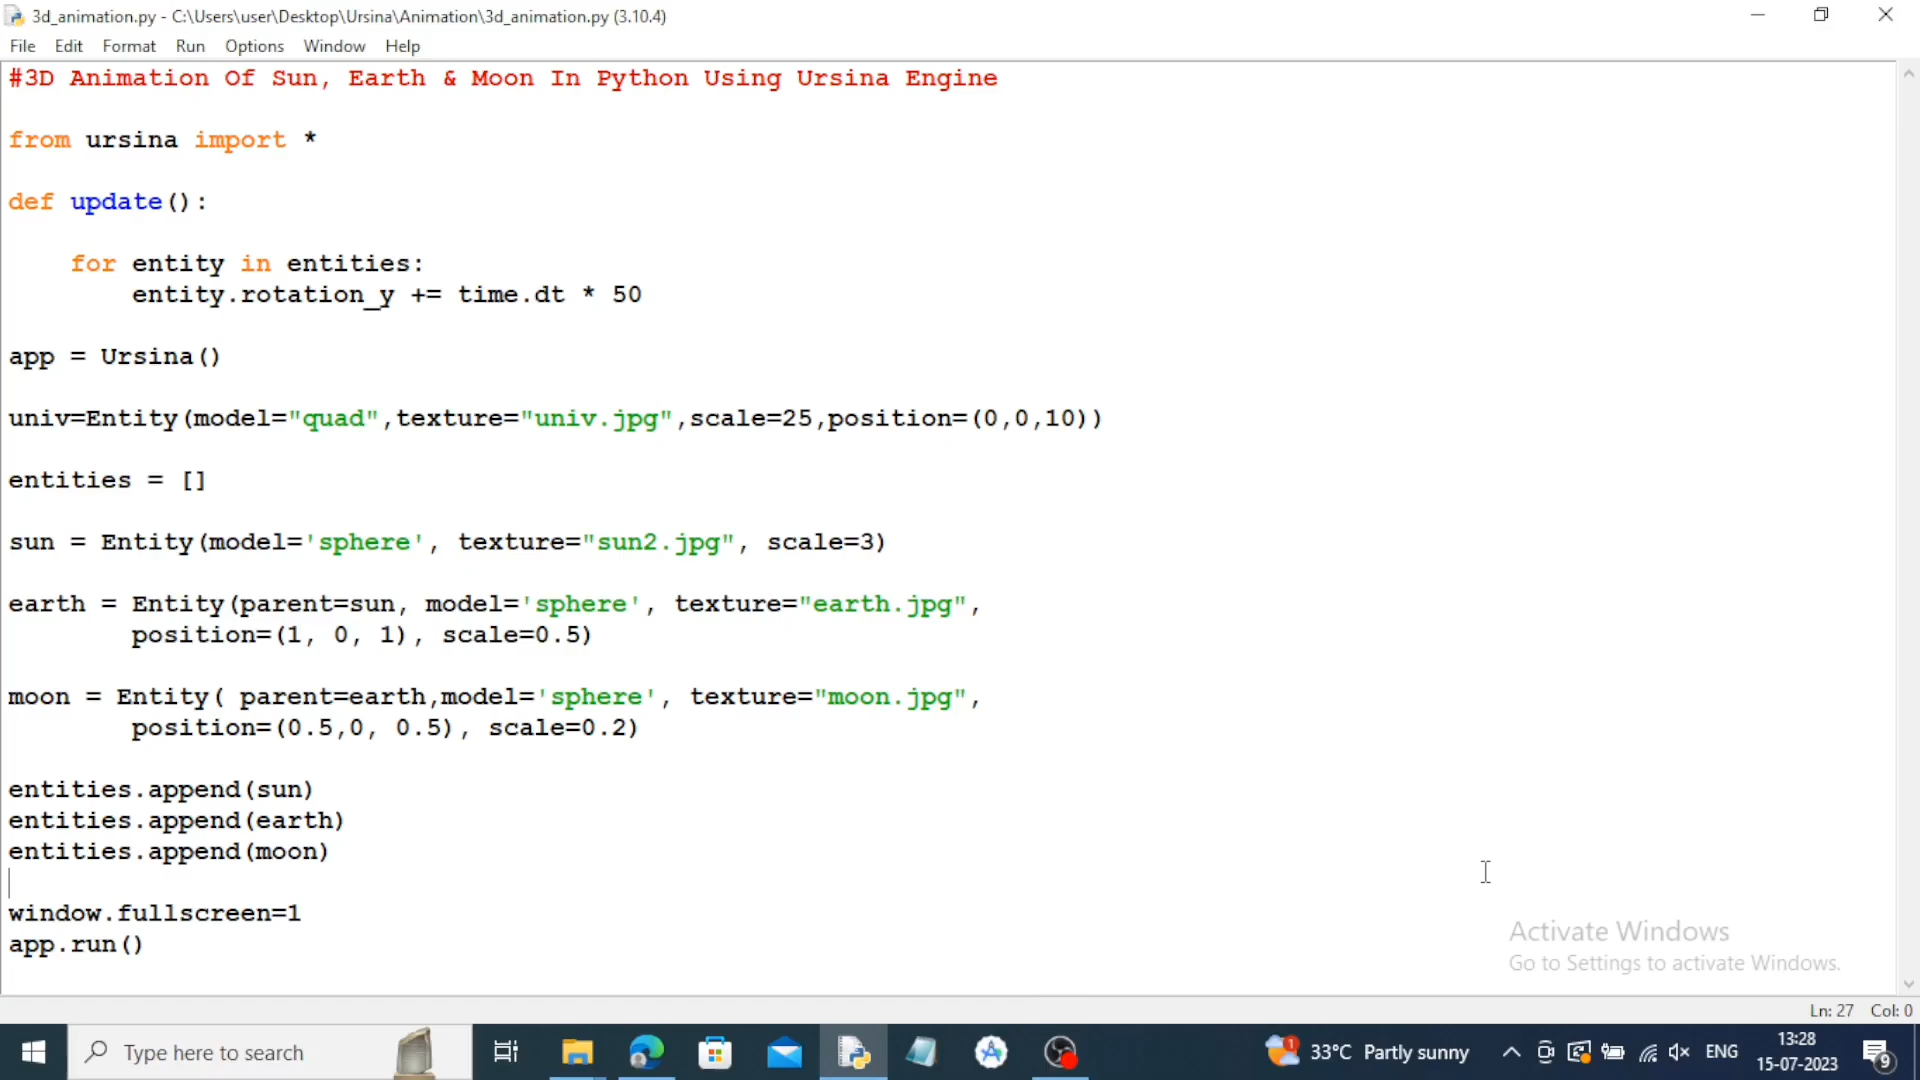 3d_animation.py - C:\Users\user\Desktop\Ursina\Animation\3d_animation.py (3.10.4)
File Edit Format Run Options Window Help
#3D Animation Of Sun, Earth & Moon In Python Using Ursina Engine
from ursina import *
def update():
for entity in entities:
entity.rotation_y += time.dt * 50
app = Ursina()
univ=Entity(model="quad",texture="univ.jpg",scale=25,position=(0,0,10))
entities = []
sun = Entity(model='sphere', texture="sun2.jpg", scale=3)
earth = Entity(parent=sun, model='sphere', texture="earth.jpg",
position=(1, 0, 1), scale=0.5)
moon = Entity( parent=earth,model='sphere', texture="moon.jpg",
position=(0.5,0, 0.5), scale=0.2)
entities.append(sun)
entities.append(earth)
entities.append(moon)
window.fullscreen=1
app.run()
Activate Windows
Go to Settings to activate Windows.
Ln: 27 Col: 0
Type here to search
1
33°C Partly sunny
ENG
13:28
15-07-2023
9